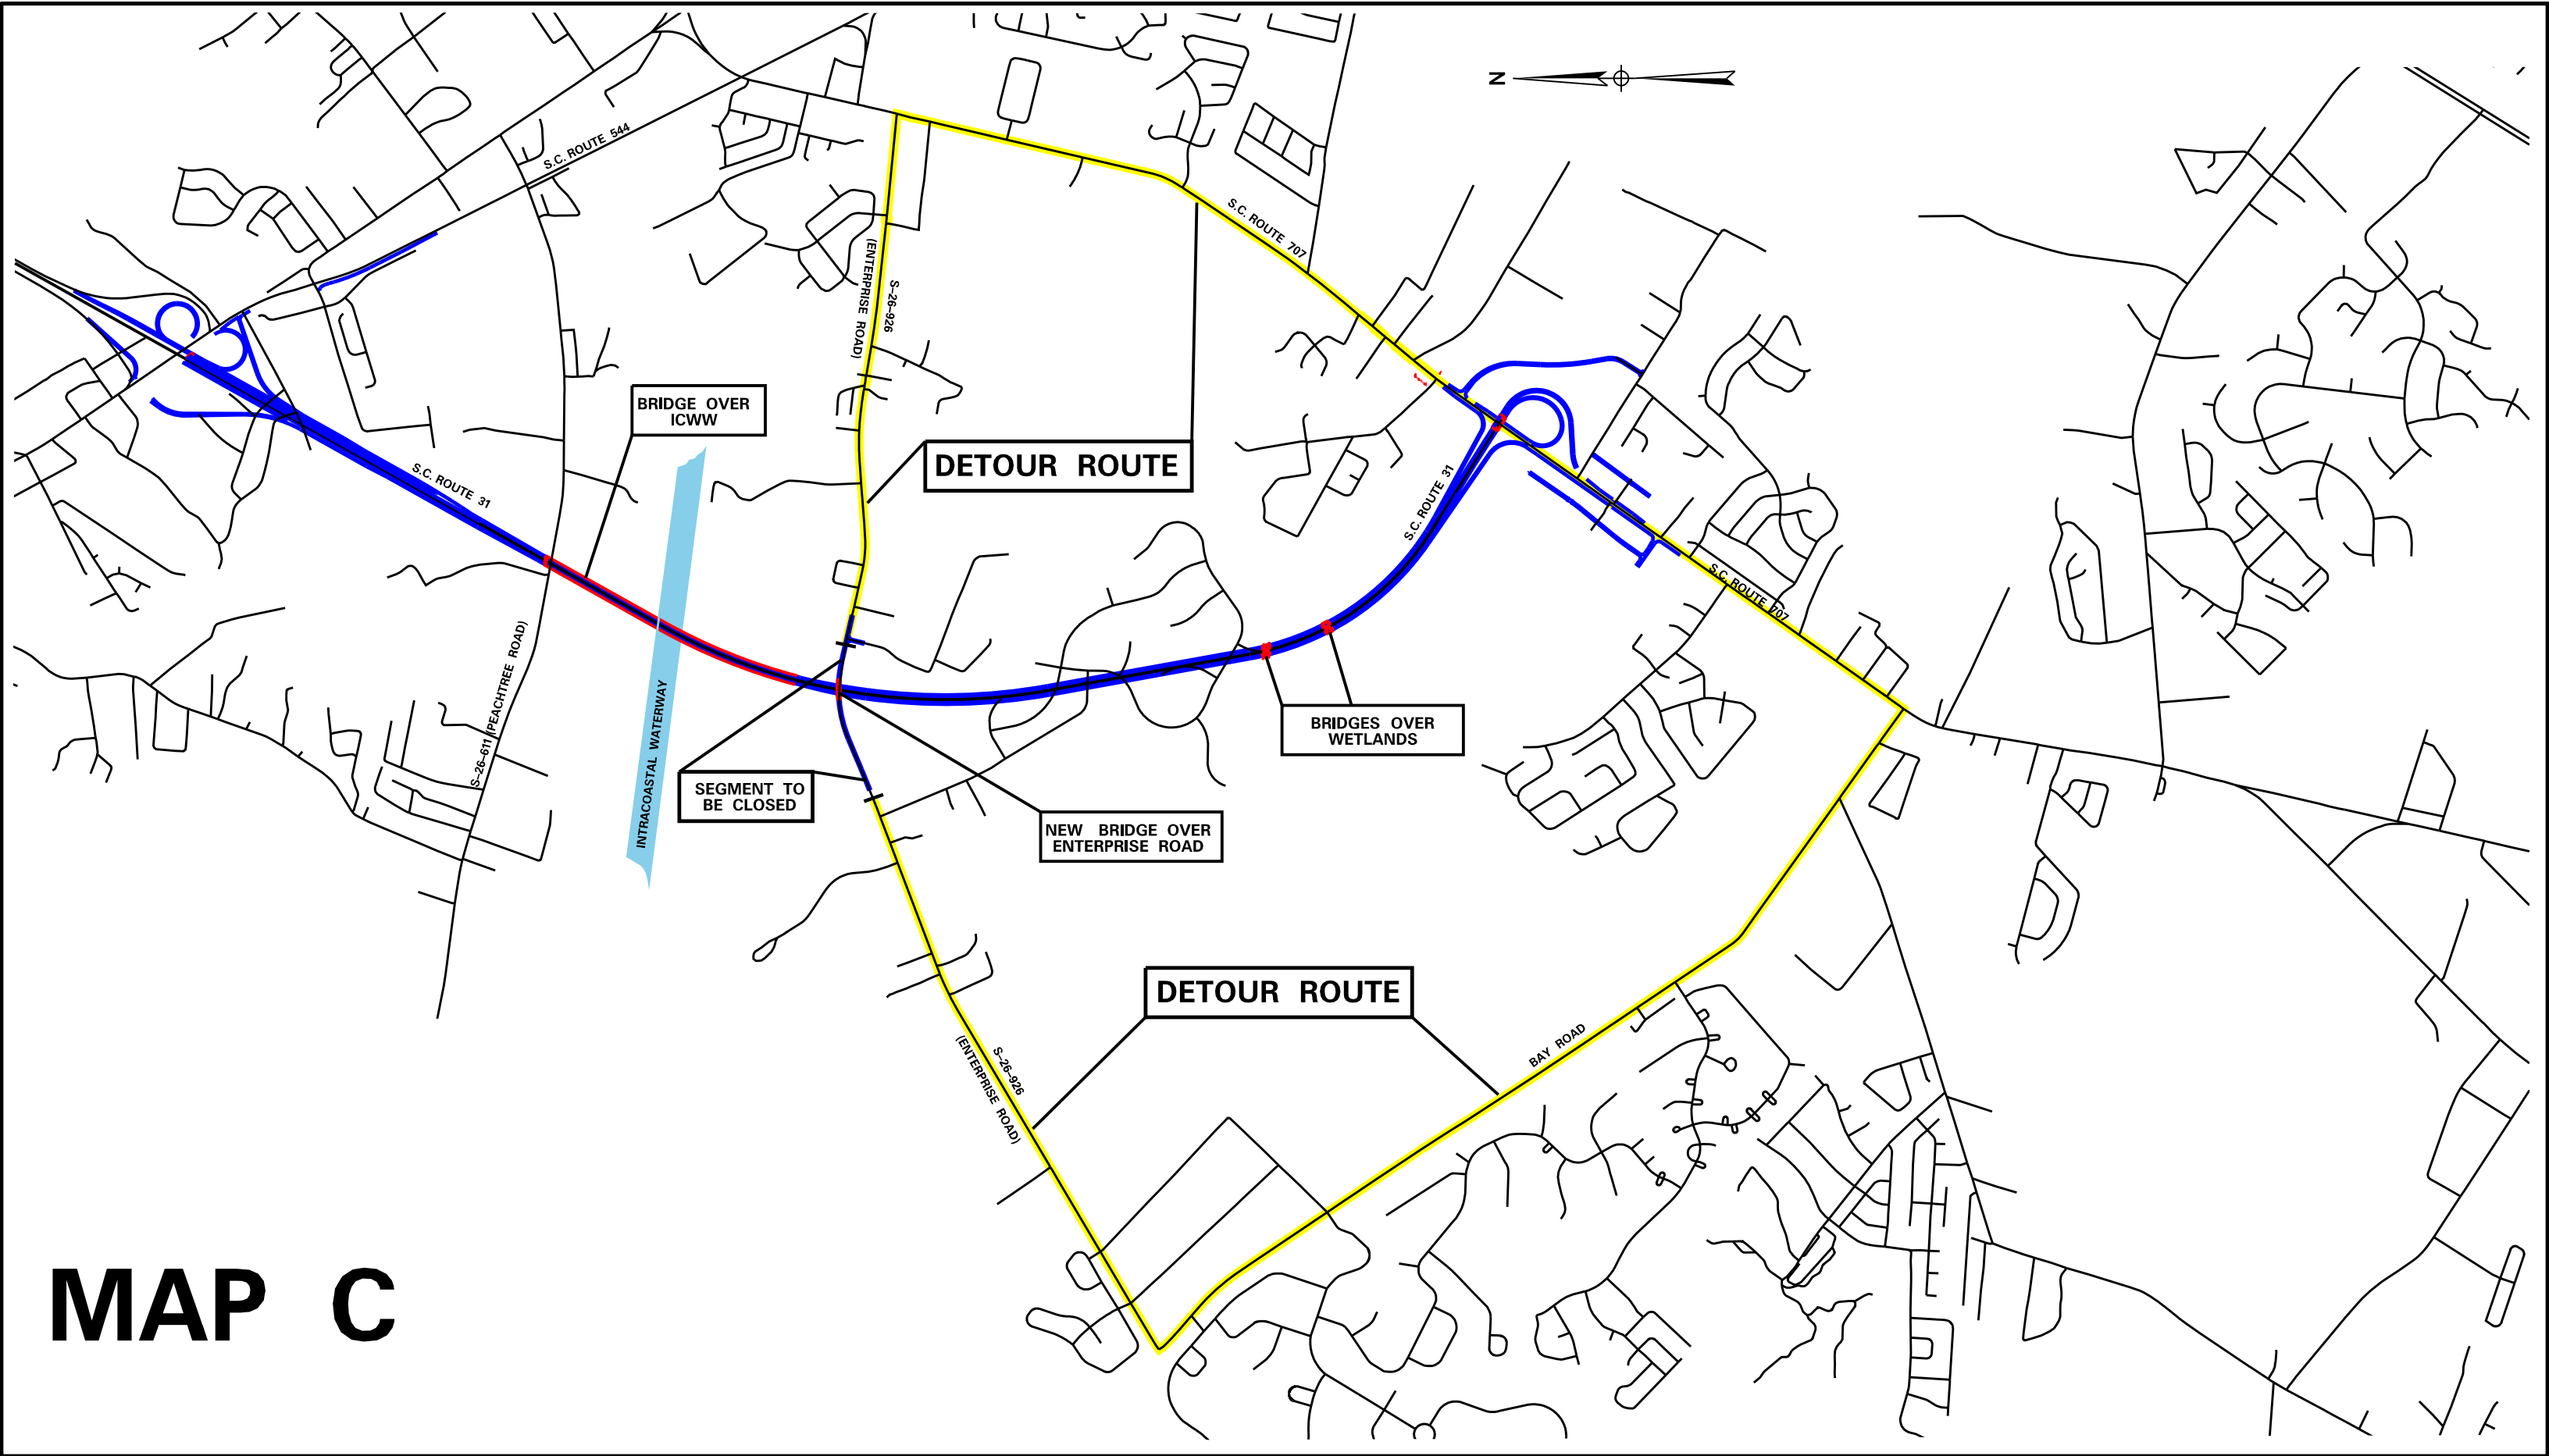 N
S.C. ROUTE 544
S.C. ROUTE 707
(ENTERPRISE ROAD)
S-26-926
BRIDGE OVER
ICWW
DETOUR ROUTE
S.C. ROUTE 31
S.C. ROUTE 31
S.C. ROUTE 707
S-26-611 (PEACHTREE ROAD)
INTRACOASTAL WATERWAY
BRIDGES OVER
WETLANDS
SEGMENT TO
BE CLOSED
NEW BRIDGE OVER
ENTERPRISE ROAD
DETOUR ROUTE
S-26-926
(ENTERPRISE ROAD)
BAY ROAD
MAP C